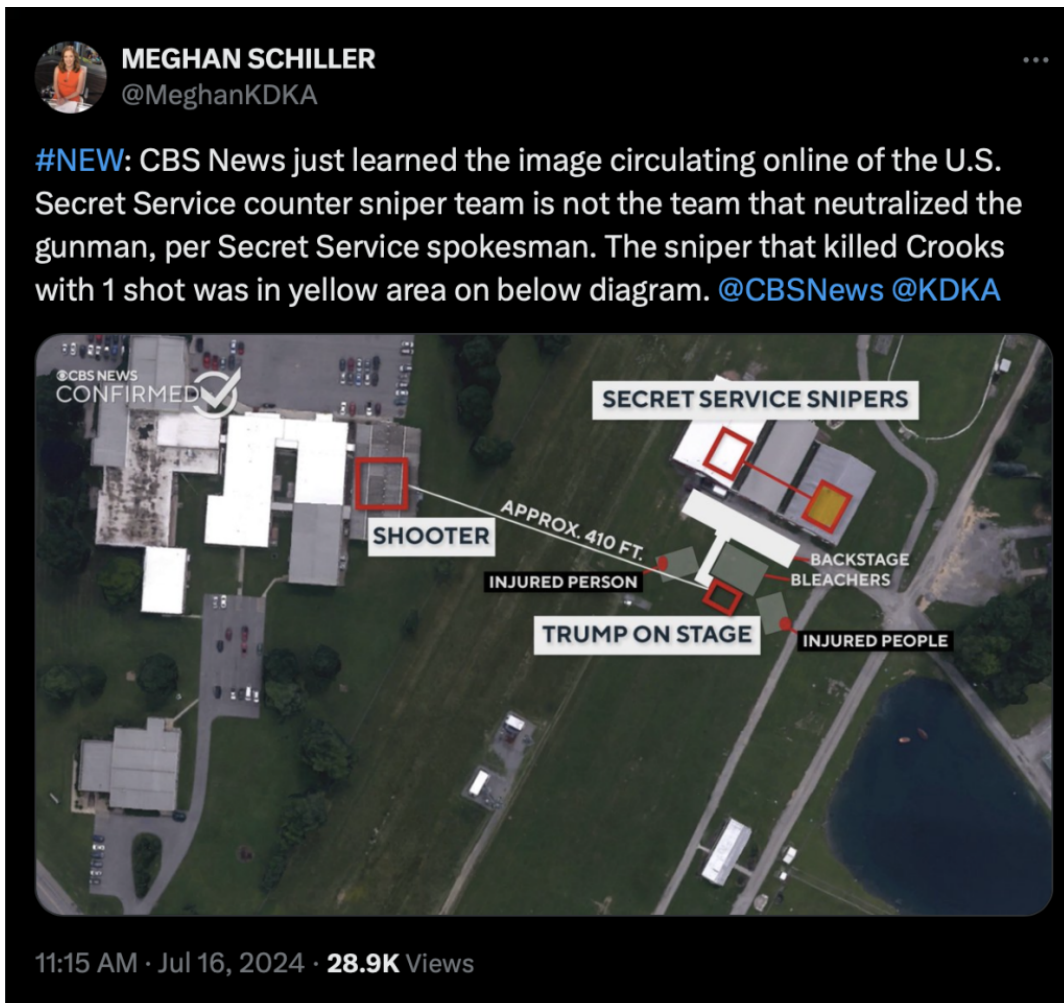 MEGHAN SCHILLER
@MeghanKDKA
#NEW: CBS News just learned the image circulating online of the U.S.
Secret Service counter sniper team is not the team that neutralized the
gunman, per Secret Service spokesman. The sniper that killed Crooks
with 1 shot was in yellow area on below diagram. @CBSNews @KDKA
CBS NEWS
CONFIRMED
SECRET SERVICE SNIPERS
SHOOTER
APPROX. 410 FT.
BACKSTAGE
BLEACHERS
INJURED PERSON
TRUMP ON STAGE
INJURED PEOPLE
11:15 AM · Jul 16, 2024 · 28.9K Views